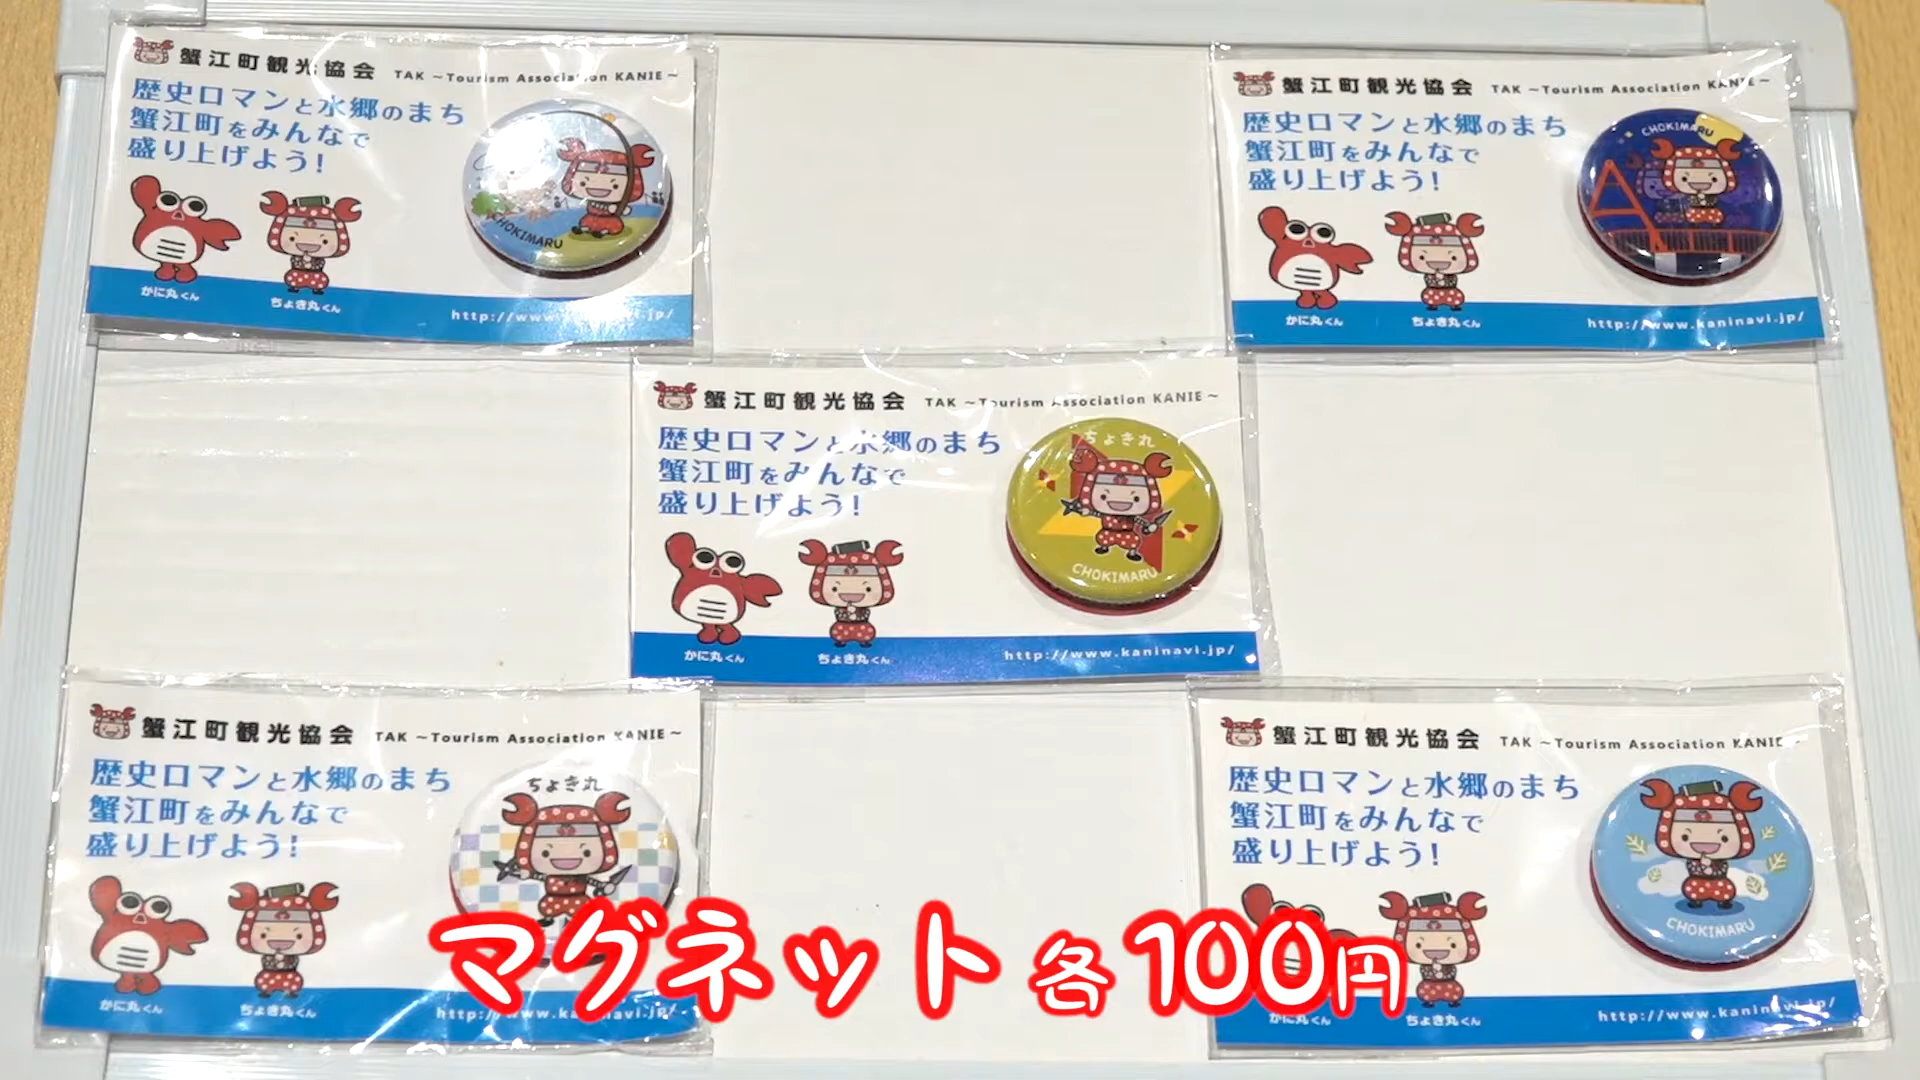 蟹江町観光協会 TAK ~Tourism Association KANIE~
歴史ロマンと水郷のまち
蟹江町をみんなで
盛り上げよう!
CHOKIMARU
かに丸くん ちょき丸くん http://www. /
蟹江町観光協会 TAK ~Tourism Association KANIE~
歴史ロマンと水郷のまち
蟹江町をみんなで
盛り上げよう!
CHOKIMARU
かに丸くん ちょき丸くん http://www.kaninavi.jp/
蟹江町観光協会 TAK ~Tourism Association KANIE~
歴史ロマンと水郷のまち
蟹江町をみんなで
盛り上げよう!
ちょき丸
CHOKIMARU
かに丸くん ちょき丸くん http://www.kaninavi.jp/
蟹江町観光協会 TAK ~Tourism Association KANIE~
歴史ロマンと水郷のまち
蟹江町をみんなで
盛り上げよう!
ちょき丸
かに丸くん ちょき丸くん http://www.kaninavi.jp/
蟹江町観光協会 TAK ~Tourism Association KANIE~
歴史ロマンと水郷のまち
蟹江町をみんなで
盛り上げよう!
CHOKIMARU
かに丸くん ちょき丸くん http://www.kaninavi.jp/
マグネット 各100円